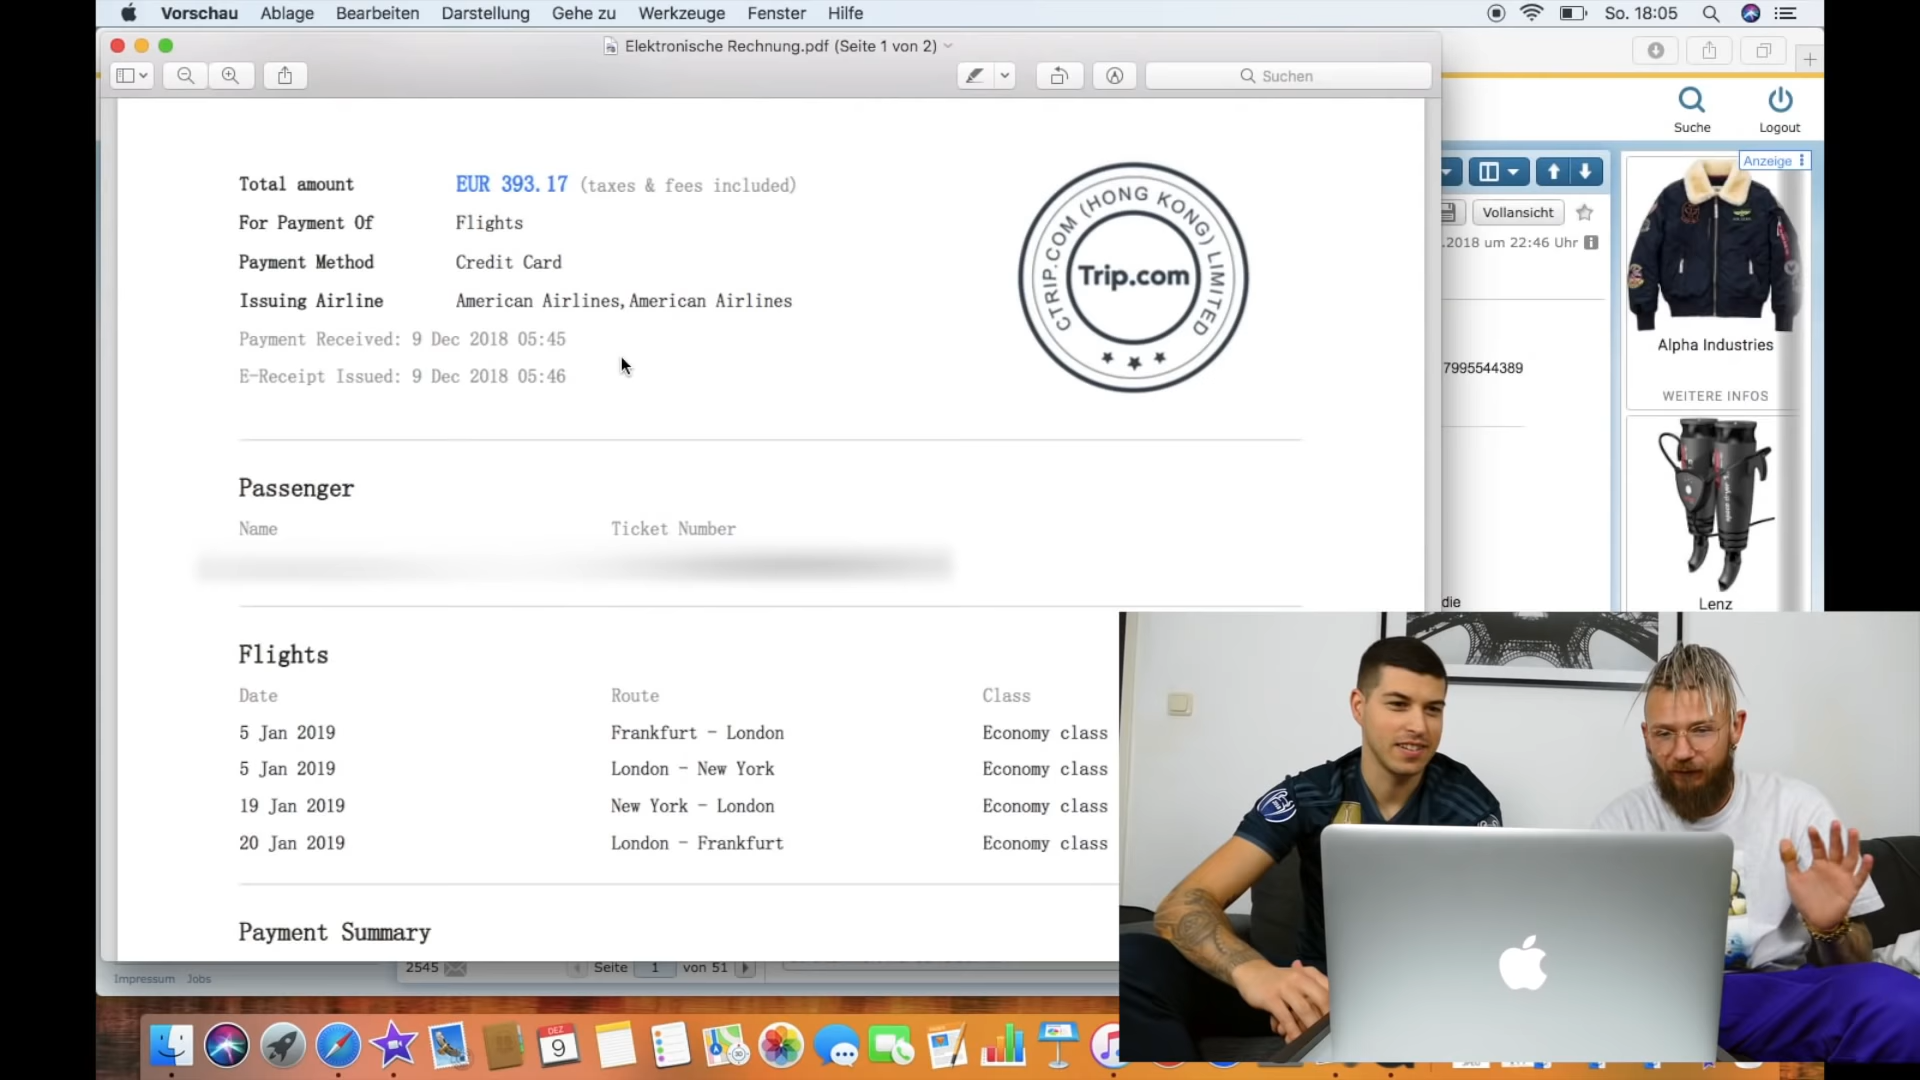 Vorschau Ablage Bearbeiten Darstellung Gehe zu Werkzeuge Fenster Hilfe
So. 18:05
Elektronische Rechnung.pdf (Seite 1 von 2)
Suchen
Suche
Logout
Anzeige
Total amount EUR 393.17 (taxes & fees included)
For Payment Of Flights
Payment Method Credit Card
Issuing Airline American Airlines, American Airlines
Payment Received: 9 Dec 2018 05:45
E-Receipt Issued: 9 Dec 2018 05:46
CTRIP.COM (HONG KONG) LIMITED
Trip.com
Vollansicht
.2018 um 22:46 Uhr
7995544389
Alpha Industries
WEITERE INFOS
Passenger
Name Ticket Number
die
Lenz
Flights
Date Route Class
5 Jan 2019 Frankfurt - London Economy class
5 Jan 2019 London - New York Economy class
19 Jan 2019 New York - London Economy class
20 Jan 2019 London - Frankfurt Economy class
Payment Summary
2545 Seite 1 von 51
Impressum Jobs
DEZ
9